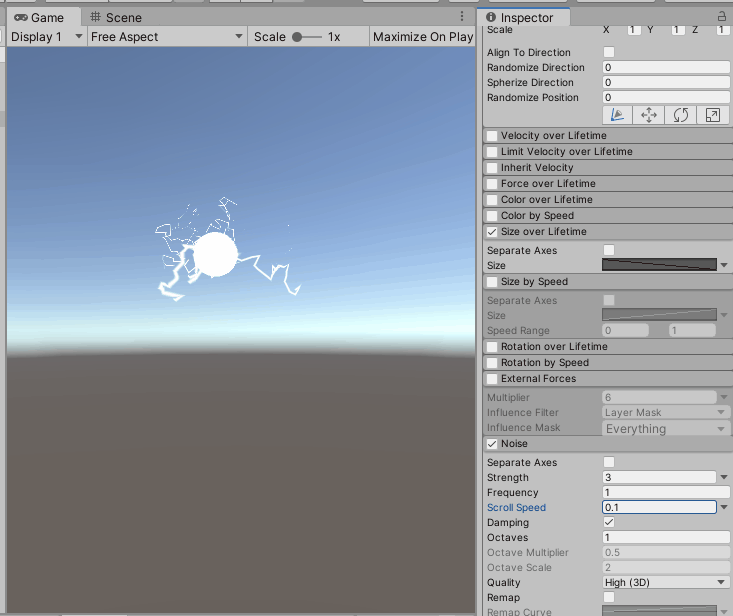 Game Scene Inspector
Display 1 Free Aspect Scale 1x Maximize On Play
Scale X 1 Y 1 Z 1
Align To Direction
Randomize Direction 0
Spherize Direction 0
Randomize Position 0
Velocity over Lifetime
Limit Velocity over Lifetime
Inherit Velocity
Force over Lifetime
Color over Lifetime
Color by Speed
Size over Lifetime
Separate Axes
Size
Size by Speed
Separate Axes
Size
Speed Range 0 1
Rotation over Lifetime
Rotation by Speed
External Forces
Multiplier 6
Influence Filter Layer Mask
Influence Mask Everything
Noise
Separate Axes
Strength 3
Frequency 1
Scroll Speed 0.1
Damping
Octaves 1
Octave Multiplier 0.5
Octave Scale 2
Quality High (3D)
Remap
Remap Curve